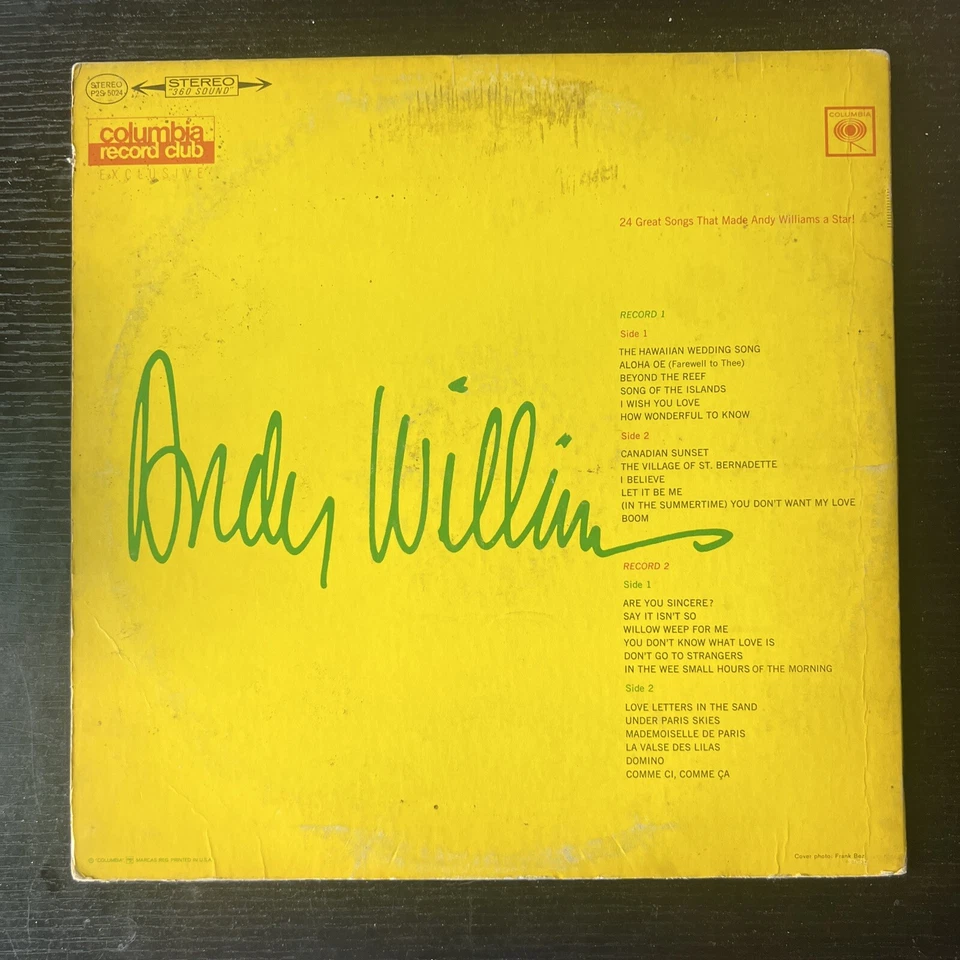 STEREO
P2S 5024
STEREO
"360 SOUND"
columbia
record club
EXCLUSIVE
COLUMBIA
24 Great Songs That Made Andy Williams a Star!
RECORD 1
Side 1
THE HAWAIIAN WEDDING SONG
ALOHA OE (Farewell to Thee)
BEYOND THE REEF
SONG OF THE ISLANDS
I WISH YOU LOVE
HOW WONDERFUL TO KNOW
Side 2
CANADIAN SUNSET
THE VILLAGE OF ST. BERNADETTE
I BELIEVE
LET IT BE ME
(IN THE SUMMERTIME) YOU DON'T WANT MY LOVE
BOOM
Andy Williams
RECORD 2
Side 1
ARE YOU SINCERE?
SAY IT ISN'T SO
WILLOW WEEP FOR ME
YOU DON'T KNOW WHAT LOVE IS
DON'T GO TO STRANGERS
IN THE WEE SMALL HOURS OF THE MORNING
Side 2
LOVE LETTERS IN THE SAND
UNDER PARIS SKIES
MADEMOISELLE DE PARIS
LA VALSE DES LILAS
DOMINO
COMME CI, COMME ÇA
® "COLUMBIA", MARCAS REG. PRINTED IN U.S.A.
Cover photo: Frank Bez